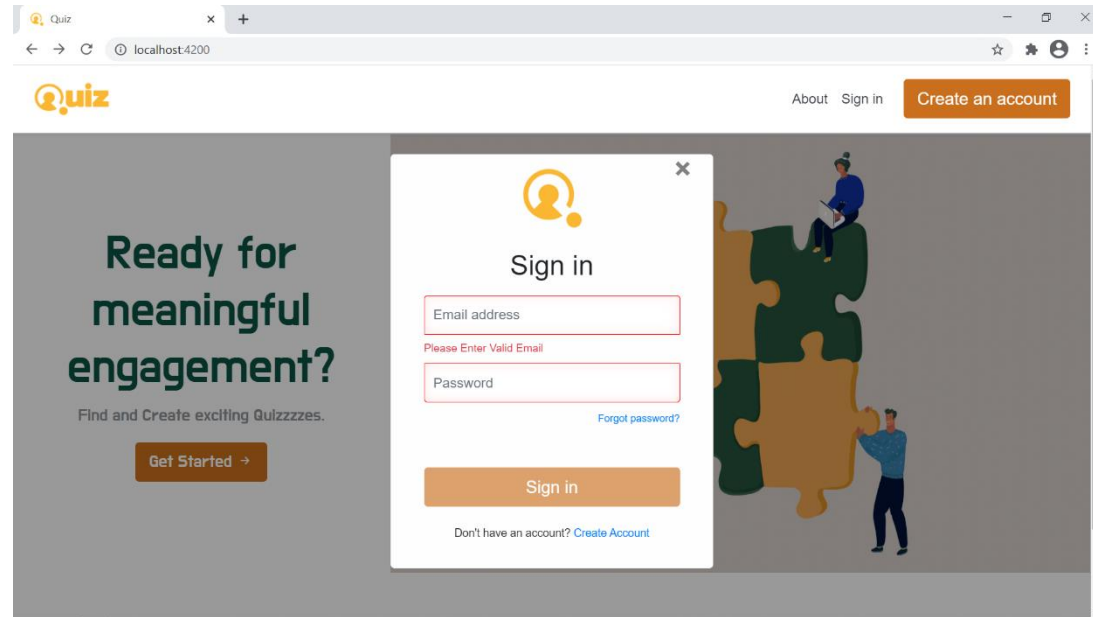 Quiz
localhost:4200
Quiz
About Sign in Create an account
Ready for
meaningful
engagement?
Find and Create exciting Quizzzzes.
Get Started →
Sign in
Email address
Please Enter Valid Email
Password
Forgot password?
Sign in
Don't have an account? Create Account